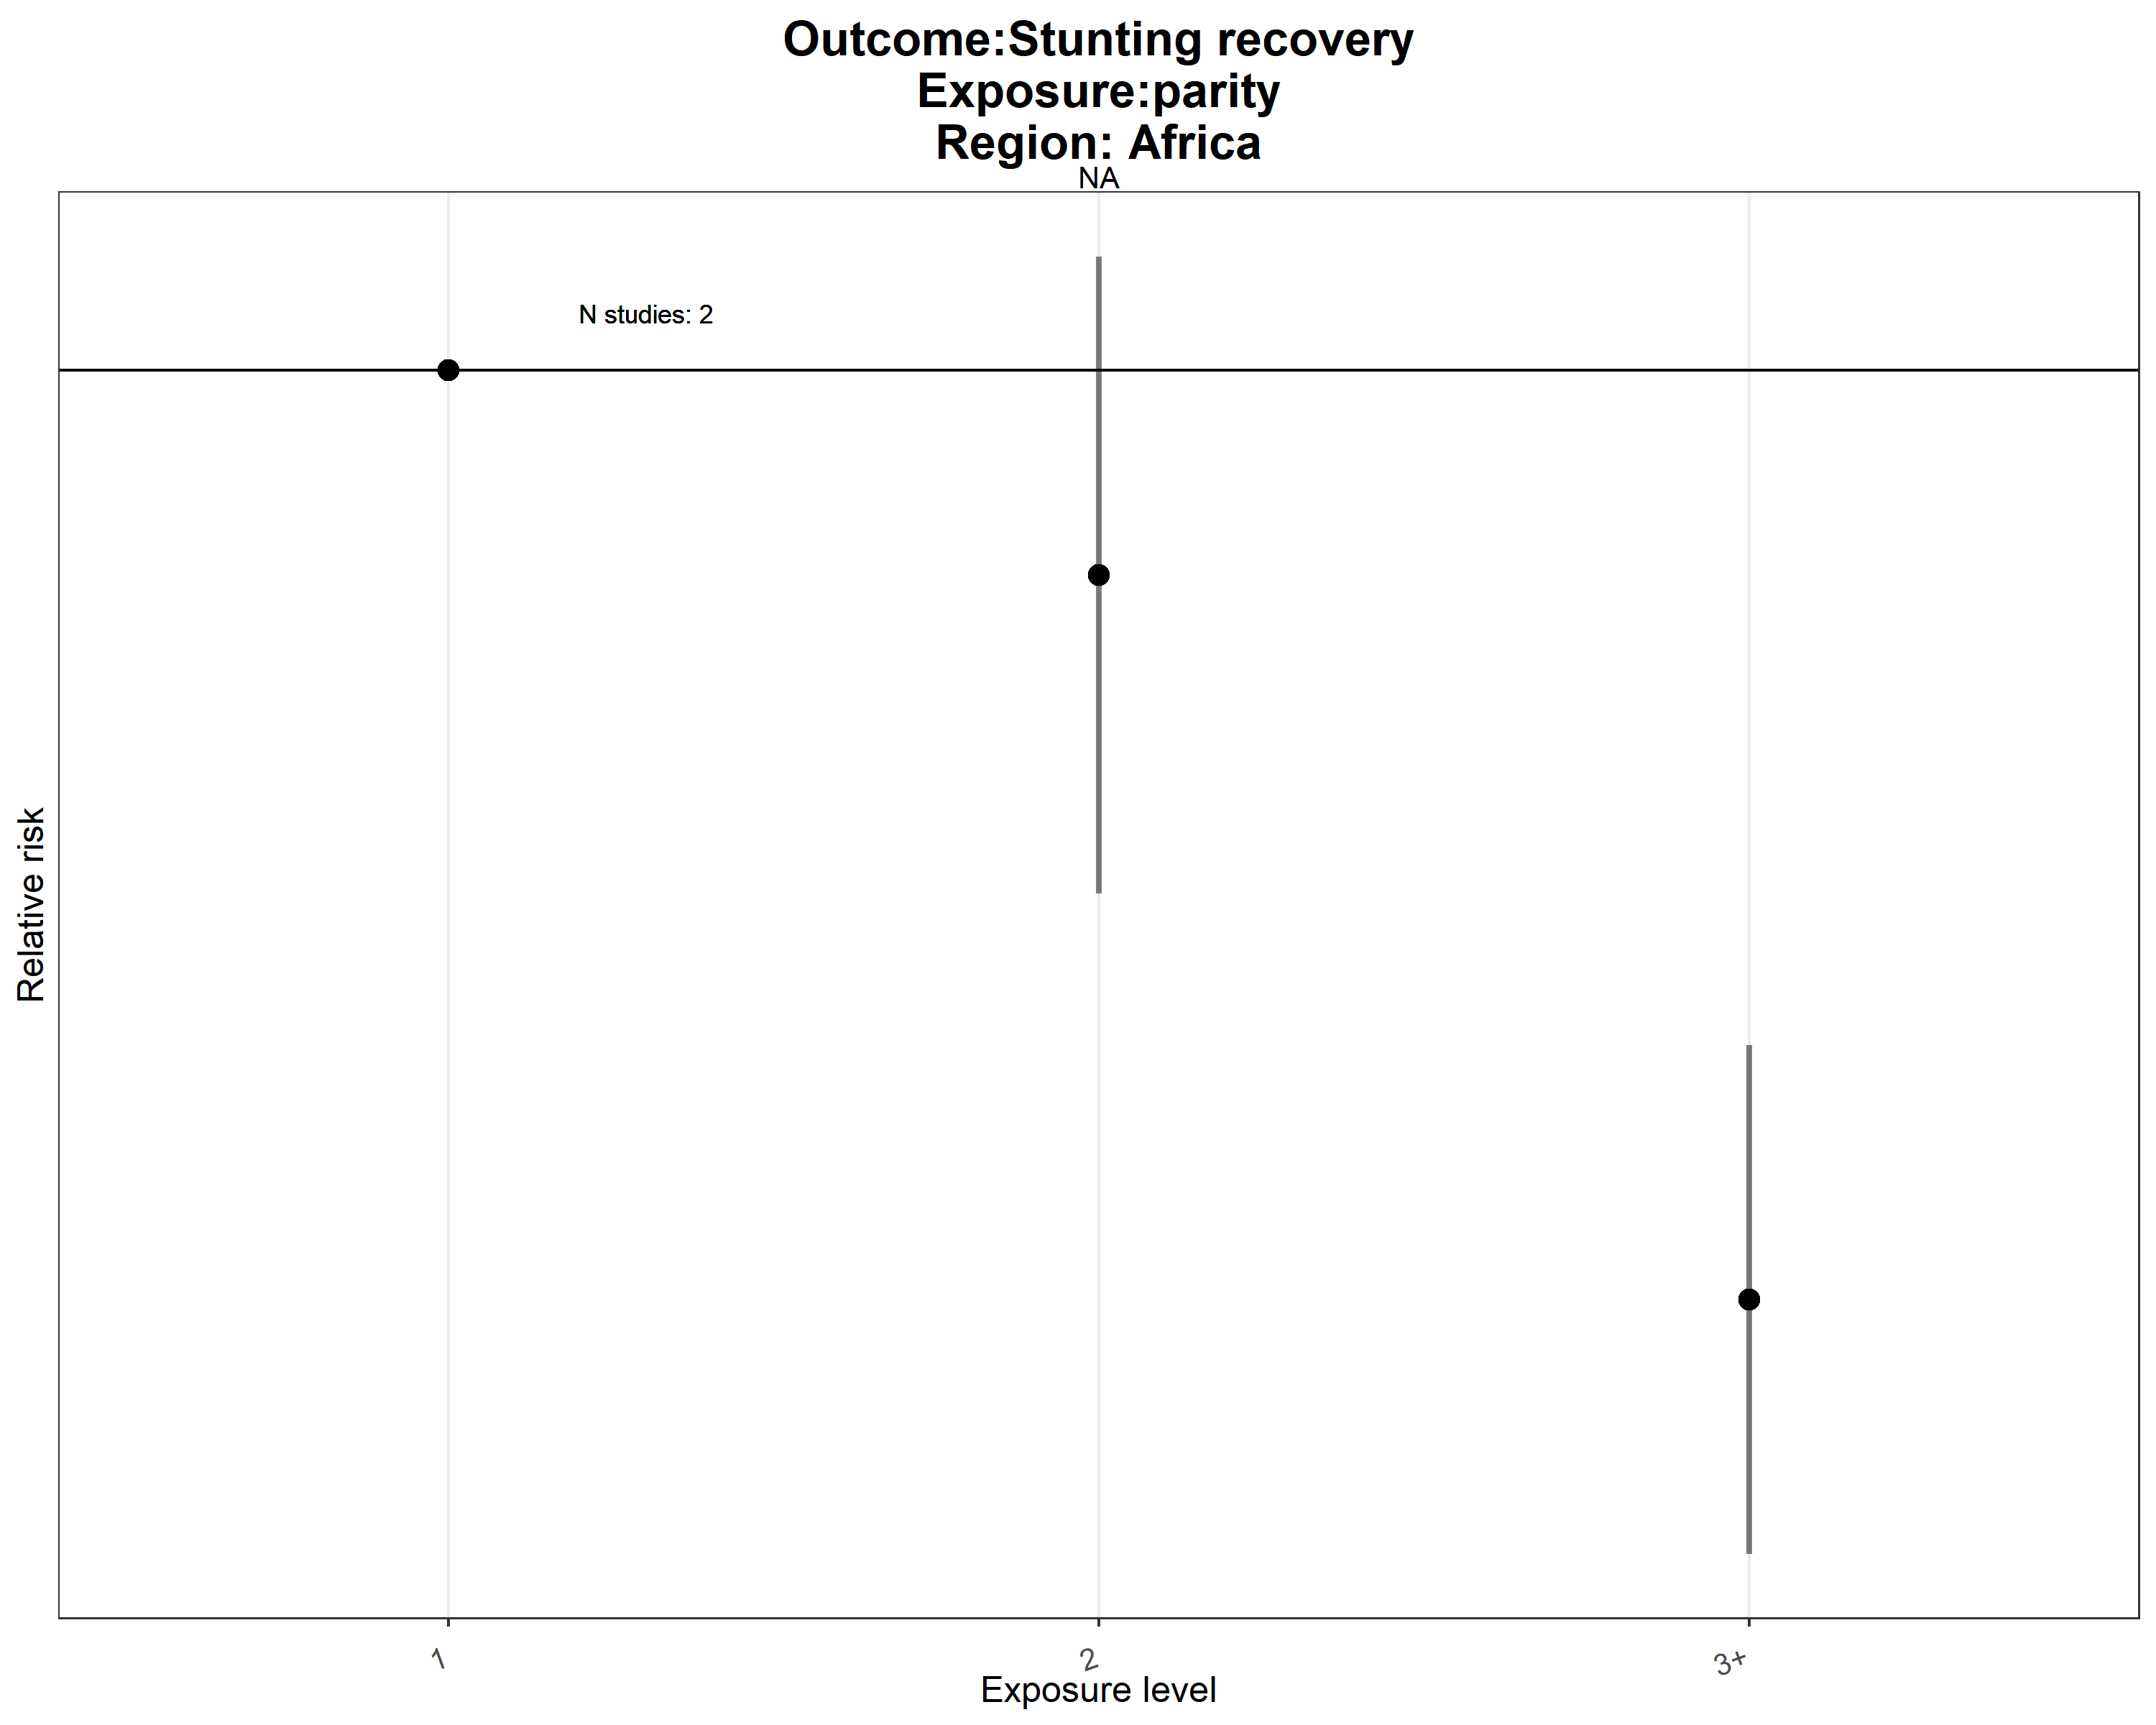 Outcome:Stunting recovery
Exposure:parity
Region: Africa
NA
N studies: 2
Relative risk
1
2
3+
Exposure level